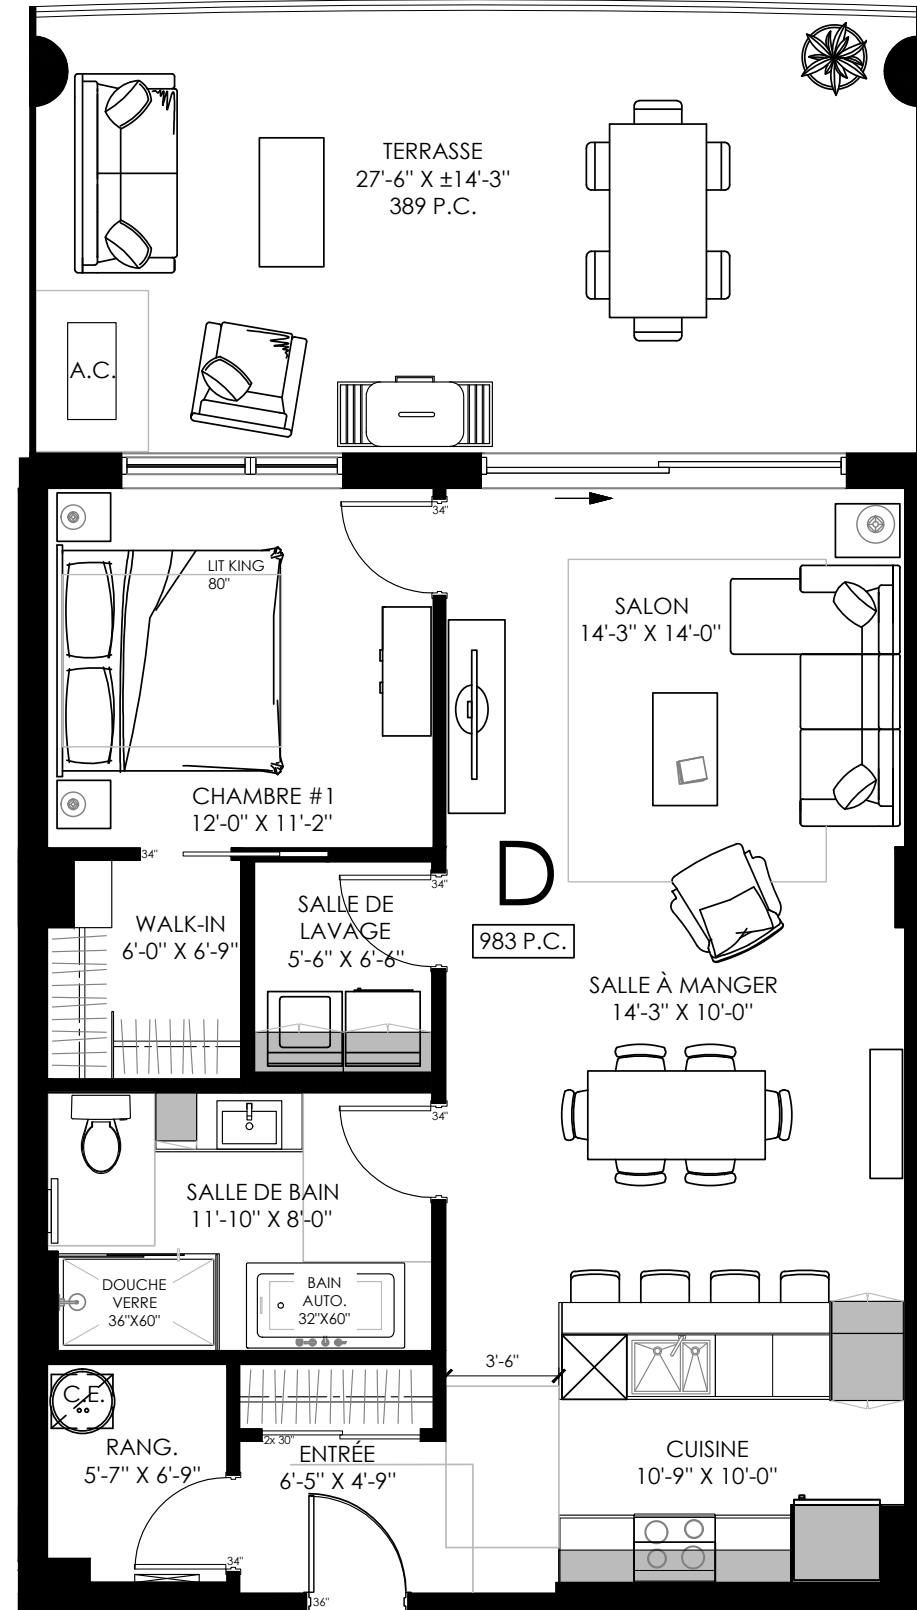 TERRASSE
27'-6" X ±14'-3"
389 P.C.
A.C.
34"
LIT KING
80"
SALON
14'-3" X 14'-0"
CHAMBRE #1
12'-0" X 11'-2"
34"
34"
D
983 P.C.
WALK-IN
6'-0" X 6'-9"
SALLE DE
LAVAGE
5'-6" X 6'-6"
SALLE À MANGER
14'-3" X 10'-0"
34"
SALLE DE BAIN
11'-10" X 8'-0"
DOUCHE
VERRE
36"X60"
BAIN
AUTO.
32"X60"
3'-6"
C.E.
2x 30"
RANG.
5'-7" X 6'-9"
ENTRÉE
6'-5" X 4'-9"
CUISINE
10'-9" X 10'-0"
34"
36"